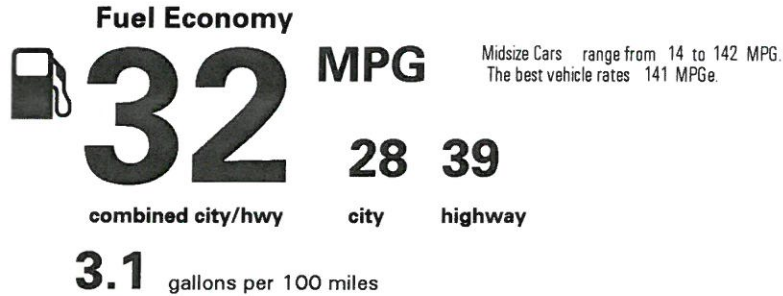 Fuel Economy
32 MPG
Midsize Cars range from 14 to 142 MPG.
The best vehicle rates 141 MPGe.
28 39
combined city/hwy city highway
3.1 gallons per 100 miles